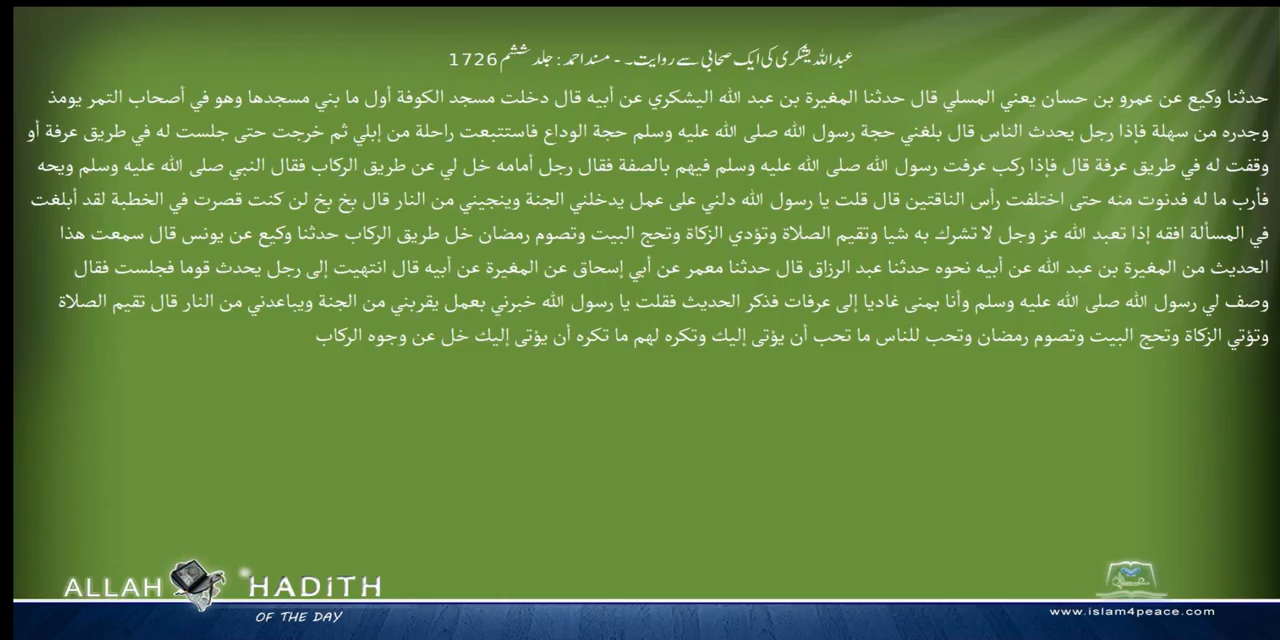 عبداللہ یشکری کی ایک صحابی سے روایت۔ - مسند احمد: جلد ششم 1726
حدثنا وكيع عن عمرو بن حسان يعني المسلي قال حدثنا المغيرة بن عبد الله اليشكري عن أبيه قال دخلت مسجد الكوفة أول ما بني مسجدها وهو في أصحاب التمر يومذ
وجدره من سهلة فإذا رجل يحدث الناس قال بلغني حجة رسول الله صلى الله عليه وسلم حجة الوداع فاستتبعت راحلة من إبلي ثم خرجت حتى جلست له في طريق عرفة أو
وقفت له في طريق عرفة قال فإذا ركب عرفت رسول الله صلى الله عليه وسلم فيهم بالصفة فقال رجل أمامه خل لي عن طريق الركاب فقال النبي صلى الله عليه وسلم ويحه
فأرب ما له فدنوت منه حتى اختلفت رأس الناقتين قال قلت يا رسول الله دلني على عمل يدخلني الجنة وينجيني من النار قال بخ بخ لن كنت قصرت في الخطبة لقد أبلغت
في المسألة افقه إذا تعبد الله عز وجل لا تشرك به شيا وتقيم الصلاة وتؤدي الزكاة وتحج البيت وتصوم رمضان خل طريق الركاب حدثنا وكيع عن يونس قال سمعت هذا
الحديث من المغيرة بن عبد الله عن أبيه نحوه حدثنا عبد الرزاق قال حدثنا معمر عن أبي إسحاق عن المغيرة عن أبيه قال انتهيت إلى رجل يحدث قوما فجلست فقال
وصف لي رسول الله صلى الله عليه وسلم وأنا بمنى غاديا إلى عرفات فذكر الحديث فقلت يا رسول الله خبرني بعمل يقربني من الجنة ويباعدني من النار قال تقيم الصلاة
وتؤتي الزكاة وتحج البيت وتصوم رمضان وتحب للناس ما تحب أن يؤتى إليك وتكره لهم ما تكره أن يؤتى إليك خل عن وجوه الركاب
ALLAH HADITH
OF THE DAY
www.islam4peace.com